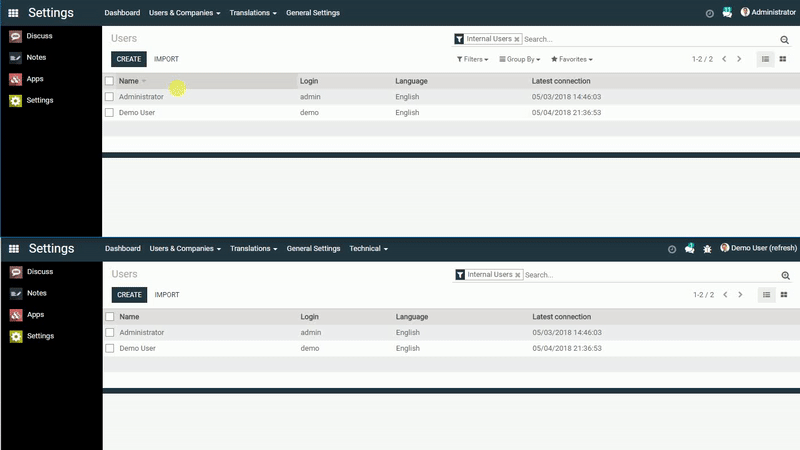 Settings Dashboard Users & Companies Translations General Settings Administrator
Discuss
Notes
Apps
Settings
Users
Internal Users Search...
CREATE IMPORT
Filters Group By Favorites 1-2 / 2
Name Login Language Latest connection
Administrator admin English 05/03/2018 14:46:03
Demo User demo English 05/04/2018 21:36:53
Settings Dashboard Users & Companies Translations General Settings Technical 1 Demo User (refresh)
Discuss
Notes
Apps
Settings
Users
Internal Users Search...
CREATE IMPORT
1-2 / 2
Name Login Language Latest connection
Administrator admin English 05/03/2018 14:46:03
Demo User demo English 05/04/2018 21:36:53